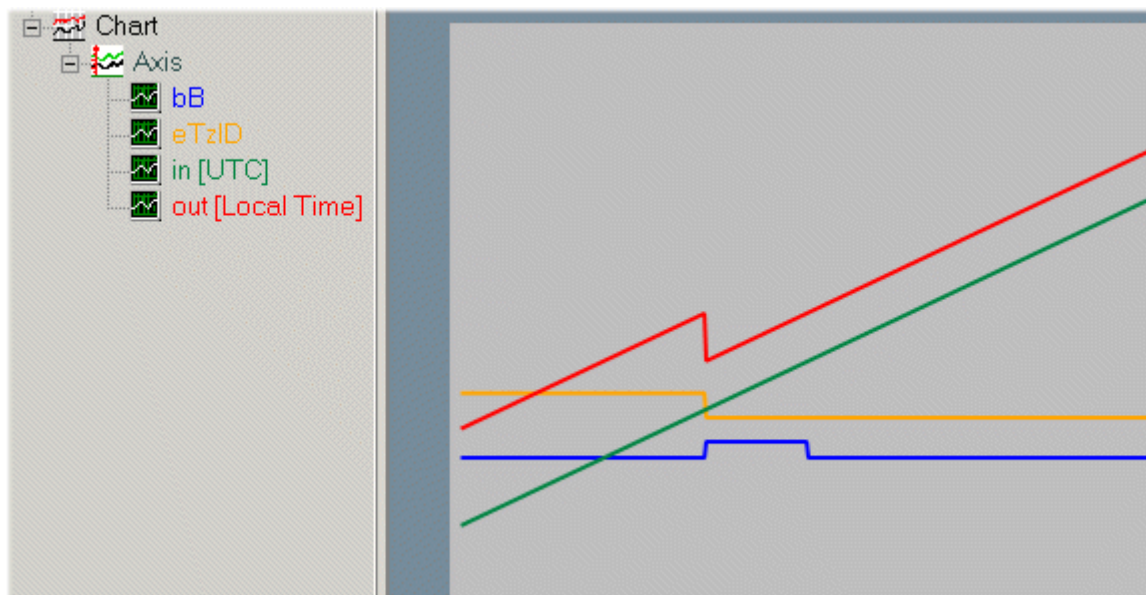 Chart
Axis
bB
eTzID
in [UTC]
out [Local Time]